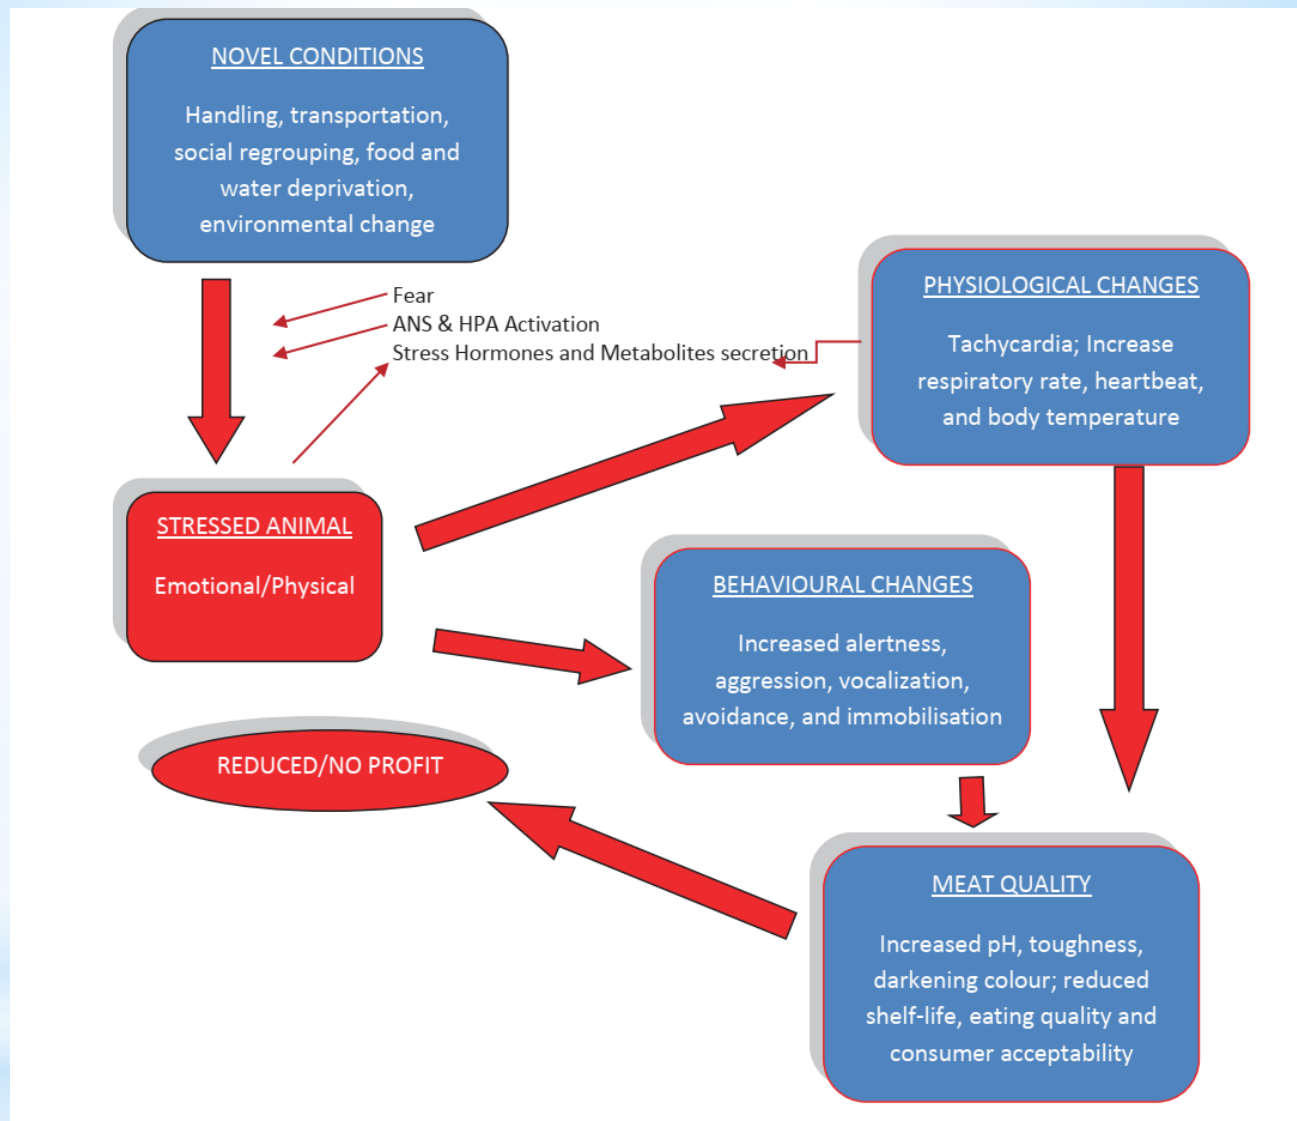 NOVEL CONDITIONS
Handling, transportation,
social regrouping, food and
water deprivation,
environmental change
Fear
ANS & HPA Activation
Stress Hormones and Metabolites secretion
PHYSIOLOGICAL CHANGES
Tachycardia; Increase
respiratory rate, heartbeat,
and body temperature
STRESSED ANIMAL
Emotional/Physical
BEHAVIOURAL CHANGES
Increased alertness,
aggression, vocalization,
avoidance, and immobilisation
REDUCED/NO PROFIT
MEAT QUALITY
Increased pH, toughness,
darkening colour; reduced
shelf-life, eating quality and
consumer acceptability